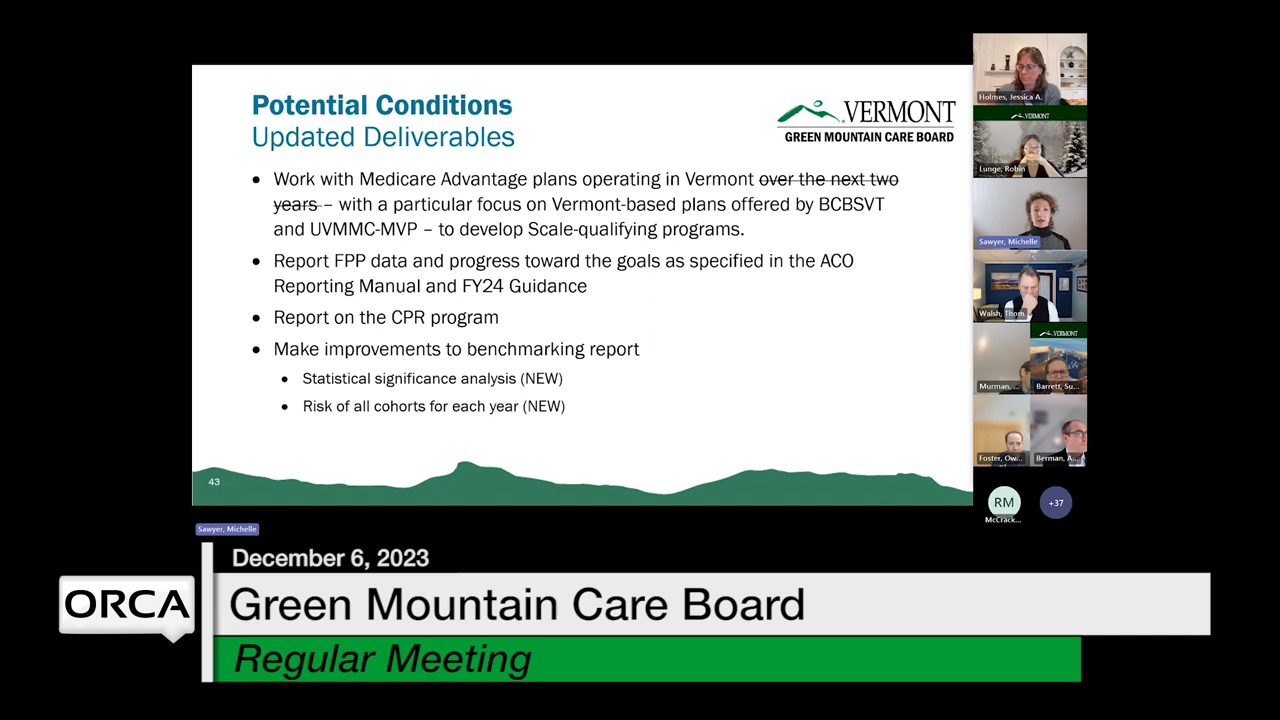 Potential Conditions
Updated Deliverables
VERMONT
GREEN MOUNTAIN CARE BOARD
• Work with Medicare Advantage plans operating in Vermont over the next two
years – with a particular focus on Vermont-based plans offered by BCBSVT
and UVMMC-MVP – to develop Scale-qualifying programs.
• Report FPP data and progress toward the goals as specified in the ACO
Reporting Manual and FY24 Guidance
• Report on the CPR program
• Make improvements to benchmarking report
• Statistical significance analysis (NEW)
• Risk of all cohorts for each year (NEW)
43
Holmes, Jessica A.
VERMONT
Lunge, Robin
Sawyer, Michelle
Walsh, Thom
VERMONT
Murman, ...
Barrett, Su...
Foster, Ow...
Berman, A...
RM
+37
McCrack...
Sawyer, Michelle
December 6, 2023
ORCA
Green Mountain Care Board
Regular Meeting